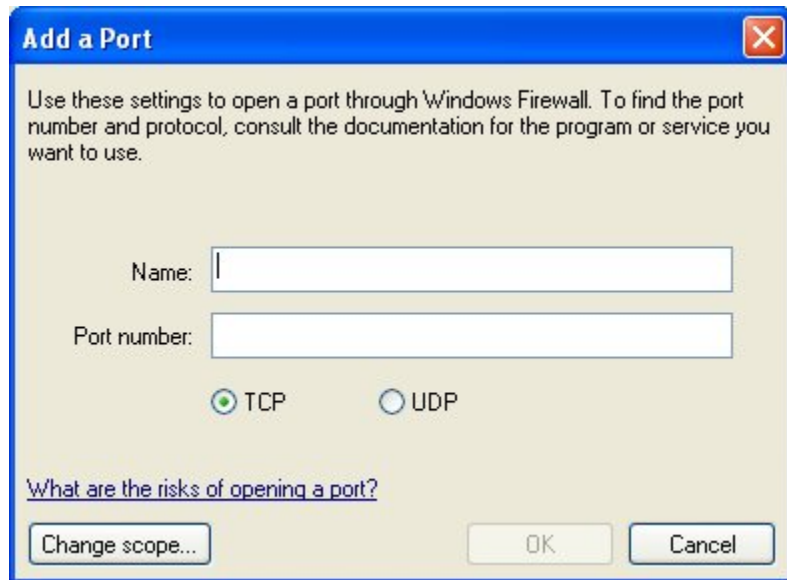 Add a Port
Use these settings to open a port through Windows Firewall. To find the port
number and protocol, consult the documentation for the program or service you
want to use.
Name:
Port number:
TCP UDP
What are the risks of opening a port?
Change scope... OK Cancel